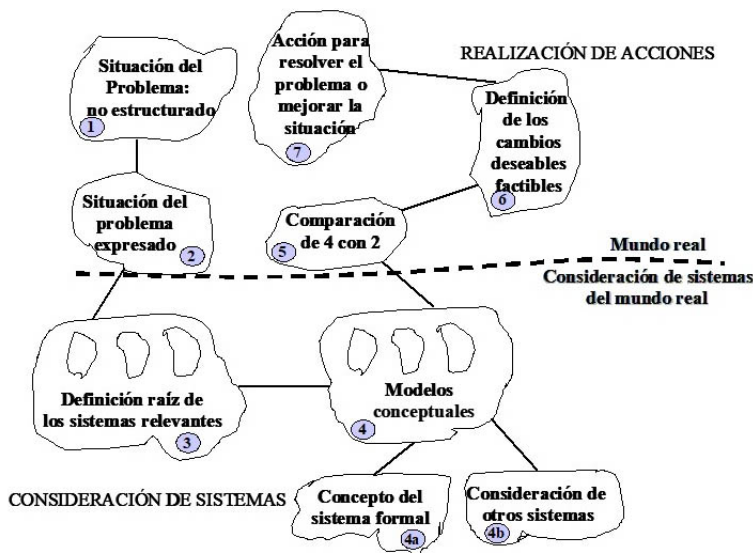 Situación del
Problema:
no estructurado
1
Acción para
resolver el
problema o
mejorar la
situación
7
REALIZACIÓN DE ACCIONES
Definición
de los
cambios
deseables
factibles
6
Situación del
problema
expresado
2
Comparación
de 4 con 2
5
Mundo real
Consideración de sistemas
del mundo real
Definición raíz de
los sistemas relevantes
3
Modelos
conceptuales
4
CONSIDERACIÓN DE SISTEMAS
Concepto del
sistema formal
4a
Consideración de
otros sistemas
4b